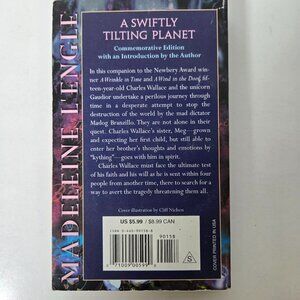 MADELEINE L'ENGLE
A SWIFTLY
TILTING PLANET
Commemorative Edition
with an Introduction by the Author
In this companion to the Newbery Award win-
ner A Wrinkle in Time and A Wind in the Door, fif-
teen-year-old Charles Wallace and the unicorn
Gaudior undertake a perilous journey through
time in a desperate attempt to stop the
destruction of the world by the mad dictator
Madog Branzillo. They are not alone in their
quest. Charles Wallace's sister, Meg—grown and
expecting her first child, but still able to enter
her brother's thoughts and emotions by
"kything"—goes with him in spirit.
Charles Wallace must face the ultimate test
of his faith and his will as he is sent within four
people from another time, there to search for a
way to avert the tragedy threatening them all.
Cover illustration by Cliff Nielsen
US $5.99 / $8.99 CAN
ISBN 0-440-90158-8
90158
S
COVER PRINTED IN USA